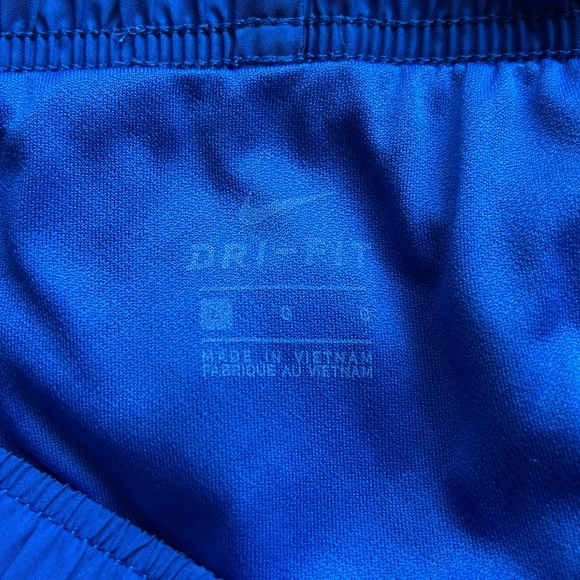 DRI-FIT
L G G
MADE IN VIETNAM
FABRIQUE AU VIETNAM